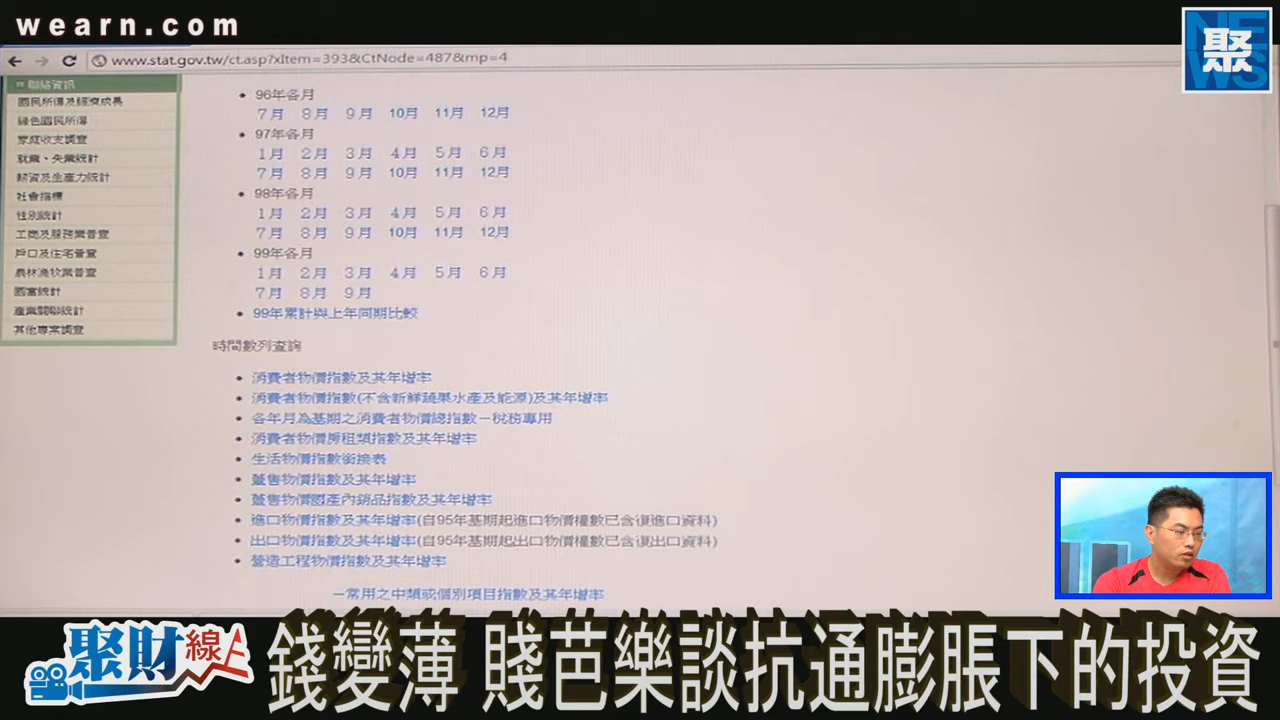 wearn.com
聚
NEWS
www.stat.gov.tw/ct.asp?xItem=393&CtNode=487&mp=4
聯絡資訊
國民所得及經濟成長
綠色國民所得
家庭收支調查
就業、失業統計
薪資及生產力統計
社會指標
性別統計
工商及服務業普查
戶口及住宅普查
農林漁牧業普查
國富統計
產業關聯統計
其他專案調查
96年各月
7月 8月 9月 10月 11月 12月
97年各月
1月 2月 3月 4月 5月 6月
7月 8月 9月 10月 11月 12月
98年各月
1月 2月 3月 4月 5月 6月
7月 8月 9月 10月 11月 12月
99年各月
1月 2月 3月 4月 5月 6月
7月 8月 9月
99年累計與上年同期比較
時間數列查詢
消費者物價指數及其年增率
消費者物價指數(不含新鮮蔬果水產及能源)及其年增率
各年月為基期之消費者物價總指數－稅務專用
消費者物價房租類指數及其年增率
生活物價指數銜接表
躉售物價指數及其年增率
躉售物價國產內銷品指數及其年增率
進口物價指數及其年增率(自95年基期起進口物價權數已含復進口資料)
出口物價指數及其年增率(自95年基期起出口物價權數已含復出口資料)
營造工程物價指數及其年增率
－常用之中類或個別項目指數及其年增率
聚財線上
錢變薄 賤芭樂談抗通膨脹下的投資